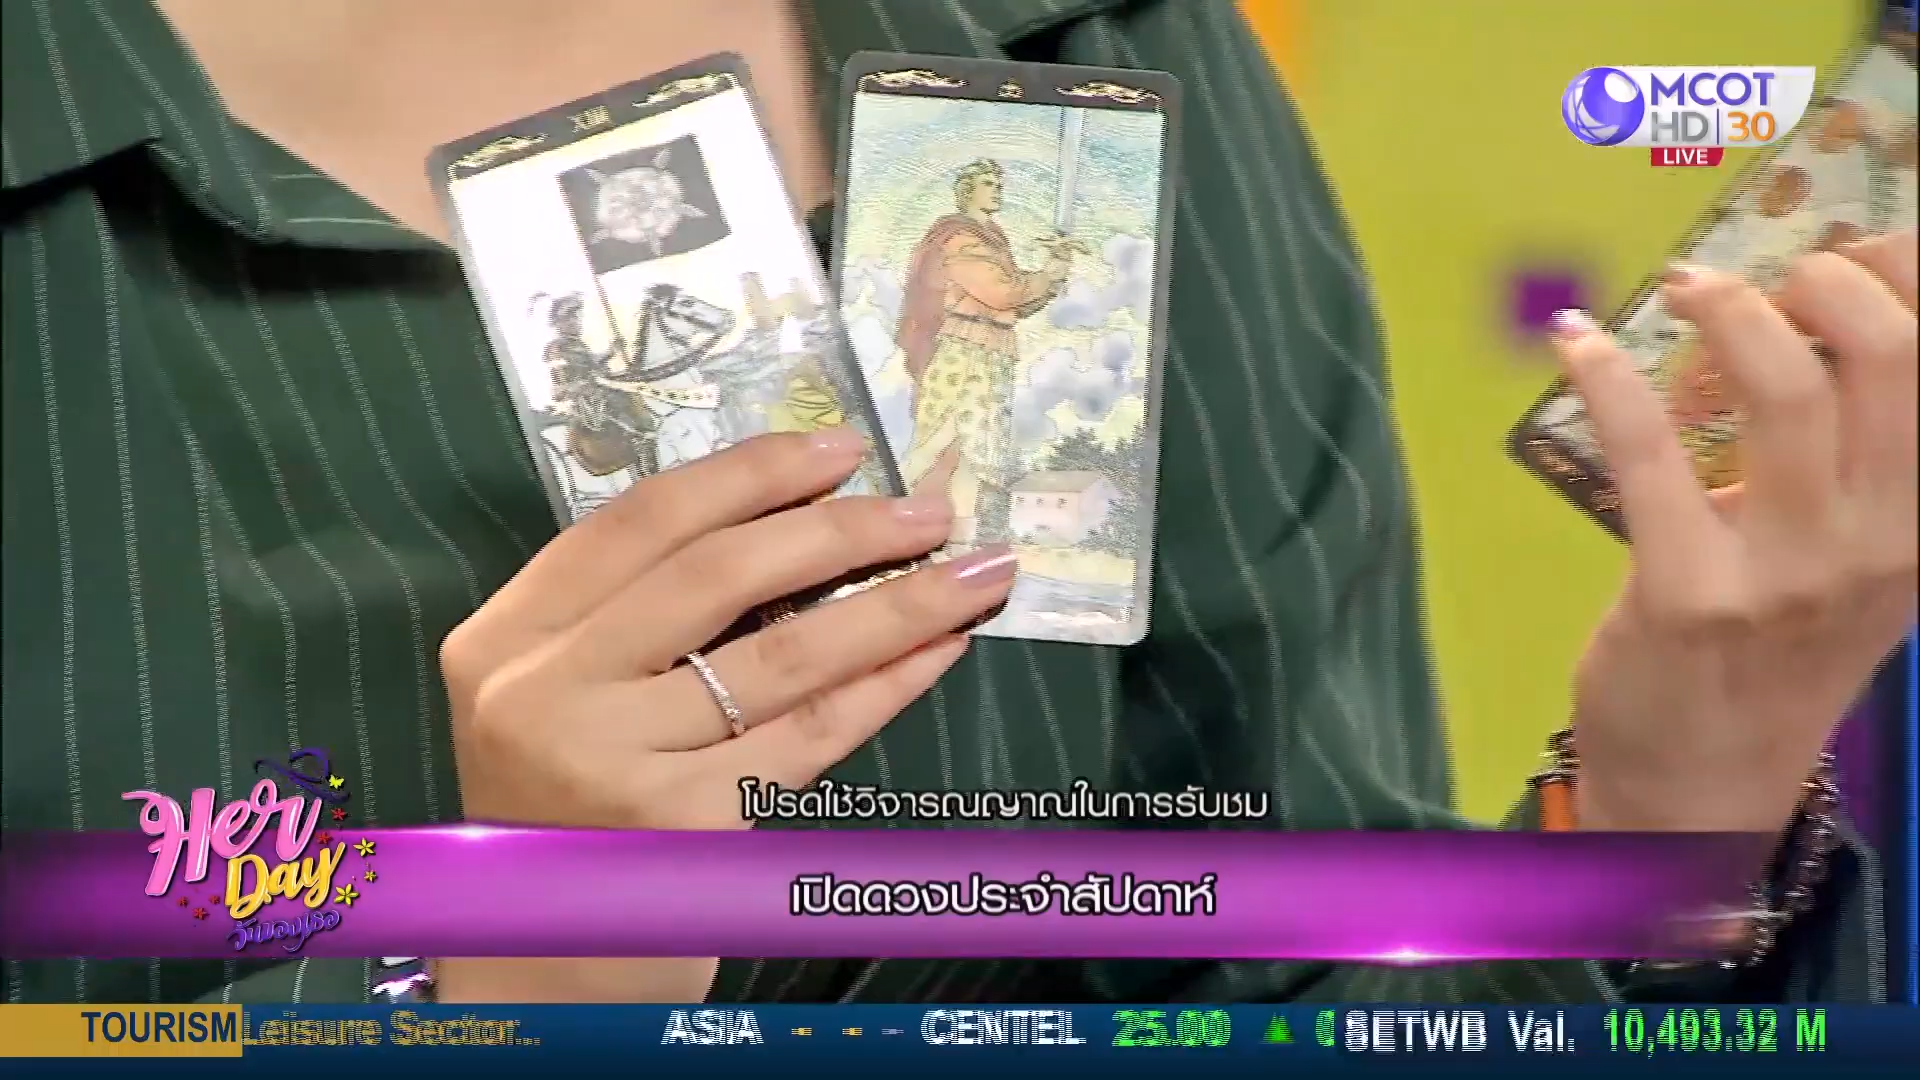 XIII
MCOT
HD 30
LIVE
Her
Day
วันของเธอ
โปรดใช้วิจารณญาณในการรับชม
เปิดดวงประจำสัปดาห์
TOURISM Leisure Sector... ASIA - - - CENTEL 25.00 ▲ SETWB Val. 10,493.32 M